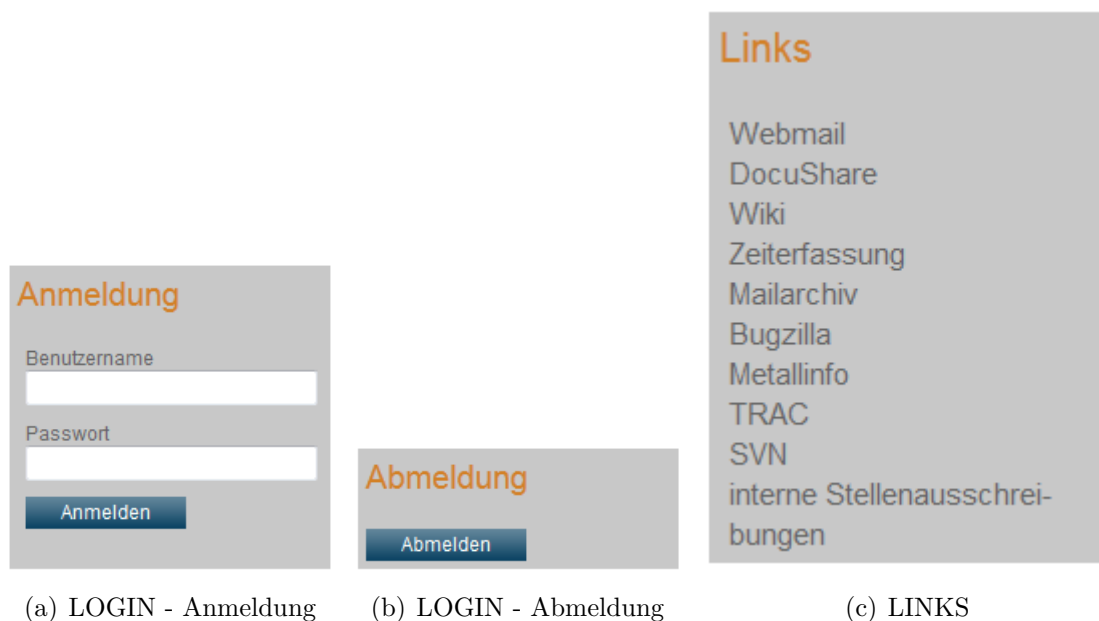 Anmeldung
Benutzername
Passwort
Anmelden
(a) LOGIN - Anmeldung
Abmeldung
Abmelden
(b) LOGIN - Abmeldung
Links
Webmail
DocuShare
Wiki
Zeiterfassung
Mailarchiv
Bugzilla
Metallinfo
TRAC
SVN
interne Stellenausschrei-
bungen
(c) LINKS